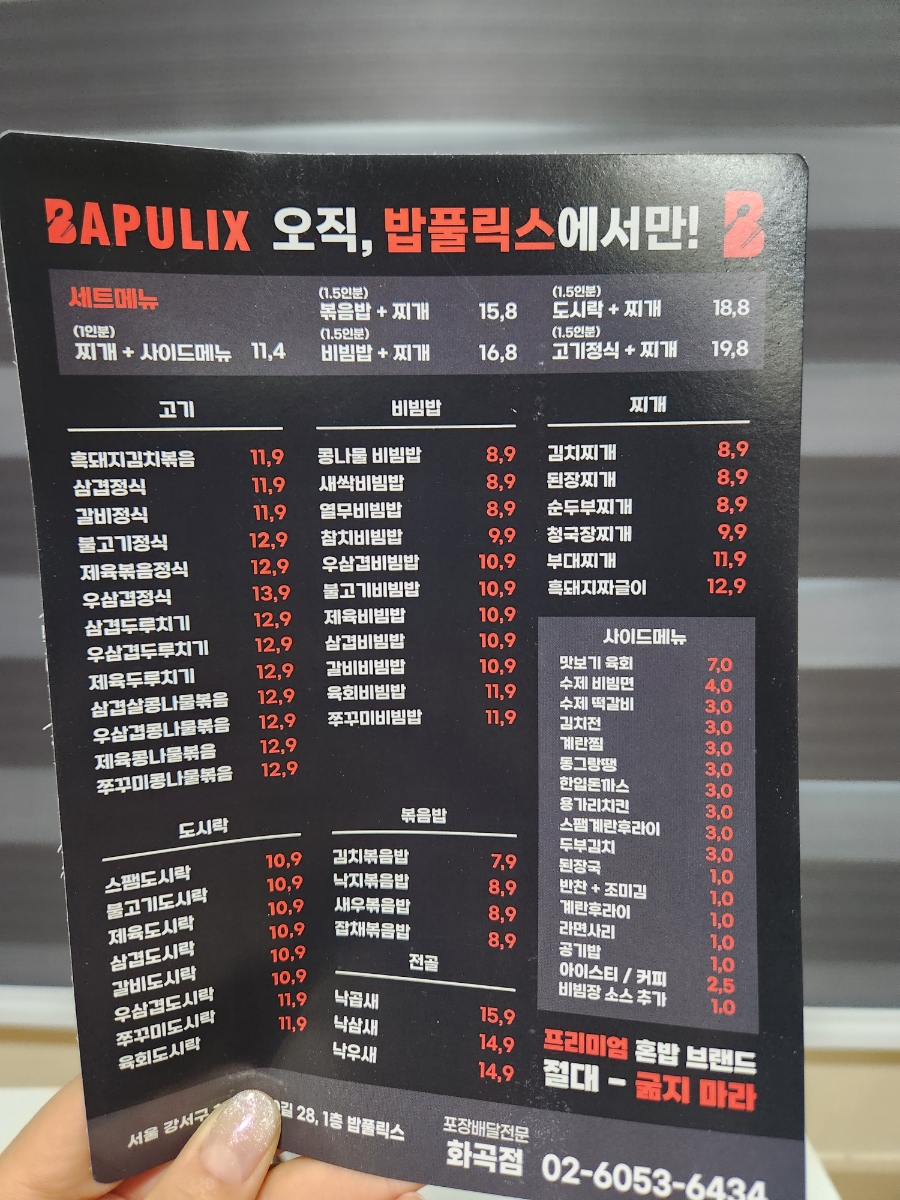 BAPULIX 오직, 밥풀릭스에서만! B
세트메뉴
(1인분)
찌개 + 사이드메뉴 11,4
(1.5인분)
볶음밥 + 찌개 15,8
(1.5인분)
비빔밥 + 찌개 16,8
(1.5인분)
도시락 + 찌개 18,8
(1.5인분)
고기정식 + 찌개 19,8
고기
흑돼지김치볶음 11,9
삼겹정식 11,9
갈비정식 11,9
불고기정식 12,9
제육볶음정식 12,9
우삼겹정식 13,9
삼겹두루치기 12,9
우삼겹두루치기 12,9
제육두루치기 12,9
삼겹살콩나물볶음 12,9
우삼겹콩나물볶음 12,9
제육콩나물볶음 12,9
쭈꾸미콩나물볶음 12,9
도시락
스팸도시락 10,9
불고기도시락 10,9
제육도시락 10,9
삼겹도시락 10,9
갈비도시락 10,9
우삼겹도시락 10,9
쭈꾸미도시락 11,9
육회도시락 11,9
비빔밥
콩나물 비빔밥 8,9
새싹비빔밥 8,9
열무비빔밥 8,9
참치비빔밥 9,9
우삼겹비빔밥 10,9
불고기비빔밥 10,9
제육비빔밥 10,9
삼겹비빔밥 10,9
갈비비빔밥 10,9
육회비빔밥 11,9
쭈꾸미비빔밥 11,9
볶음밥
김치볶음밥 7,9
낙지볶음밥 8,9
새우볶음밥 8,9
잡채볶음밥 8,9
전골
낙곱새 15,9
낙삼새 14,9
낙우새 14,9
찌개
김치찌개 8,9
된장찌개 8,9
순두부찌개 8,9
청국장찌개 9,9
부대찌개 11,9
흑돼지짜글이 12,9
사이드메뉴
맛보기 육회 7,0
수제 비빔면 4,0
수제 떡갈비 3,0
김치전 3,0
계란찜 3,0
동그랑땡 3,0
한입돈까스 3,0
용가리치킨 3,0
스팸계란후라이 3,0
두부김치 3,0
된장국 1,0
반찬 + 조미김 1,0
계란후라이 1,0
라면사리 1,0
공기밥 1,0
아이스티 / 커피 2,5
비빔장 소스 추가 1,0
프리미엄 혼밥 브랜드
절대 - 굶지 마라
서울 강서구 길 28, 1층 밥풀릭스
포장배달전문
화곡점 02-6053-6434